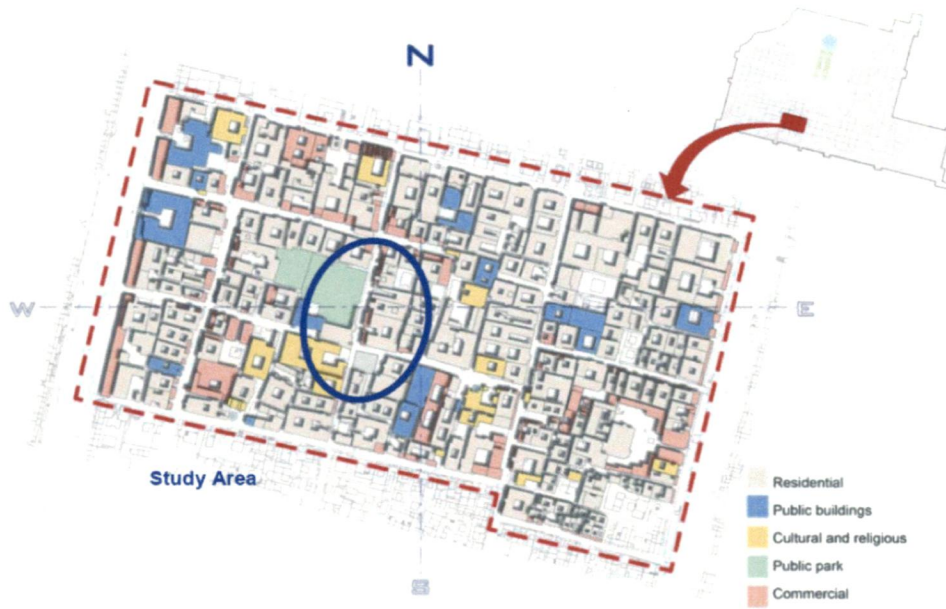 N
W
E
Study Area
S
Residential
Public buildings
Cultural and religious
Public park
Commercial